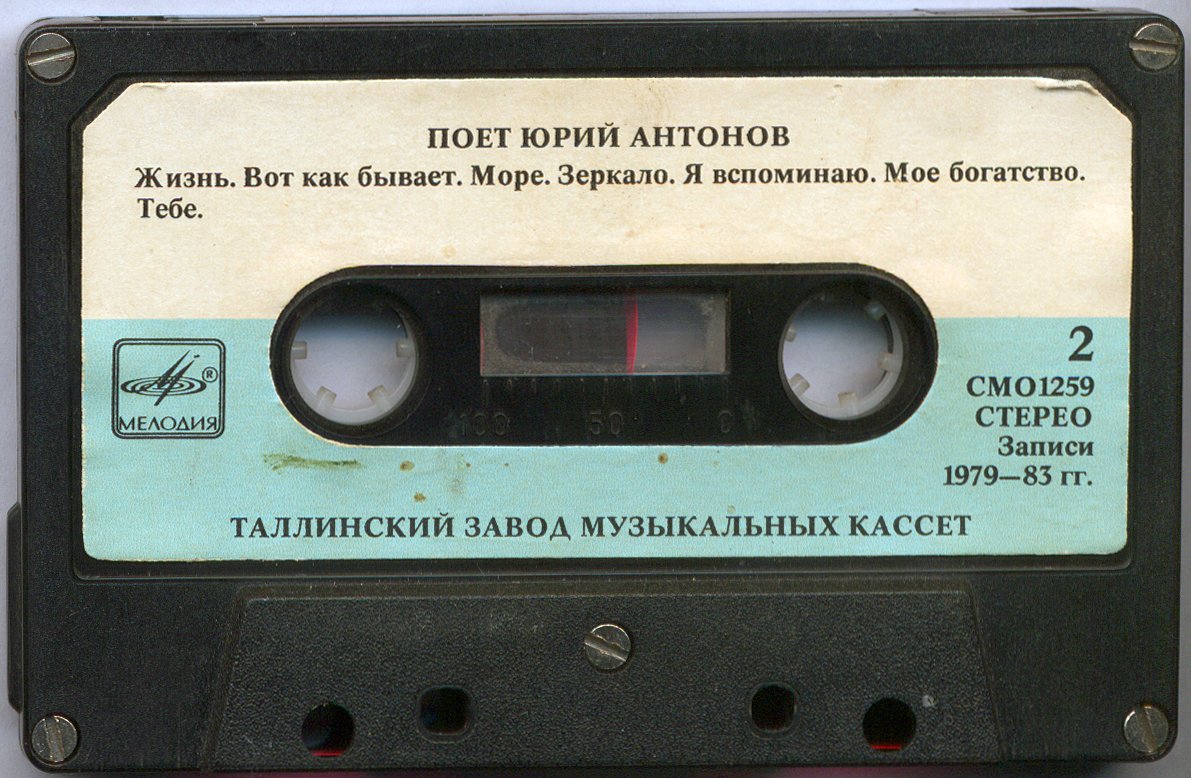 ПОЕТ ЮРИЙ АНТОНОВ
Жизнь. Вот как бывает. Море. Зеркало. Я вспоминаю. Мое богатство.
Тебе.
®
МЕЛОДИЯ
2
СМО1259
СТЕРЕО
Записи
1979—83 гг.
100 50 0
ТАЛЛИНСКИЙ ЗАВОД МУЗЫКАЛЬНЫХ КАССЕТ